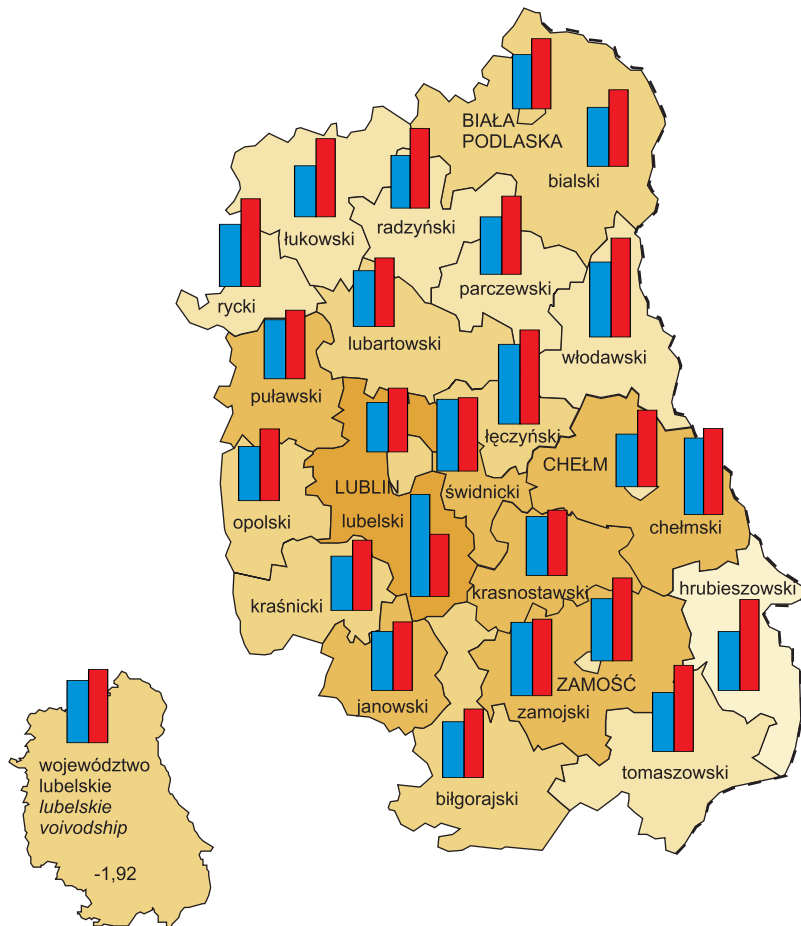 BIAŁA
PODLASKA
bialski
łukowski
radzyński
parczewski
rycki
lubartowski
włodawski
puławski
łęczyński
CHEŁM
LUBLIN
świdnicki
opolski
lubelski
chełmski
kraśnicki
krasnostawski
hrubieszowski
janowski
ZAMOŚĆ
zamojski
tomaszowski
biłgorajski
województwo
lubelskie
lubelskie
voivodship
-1,92